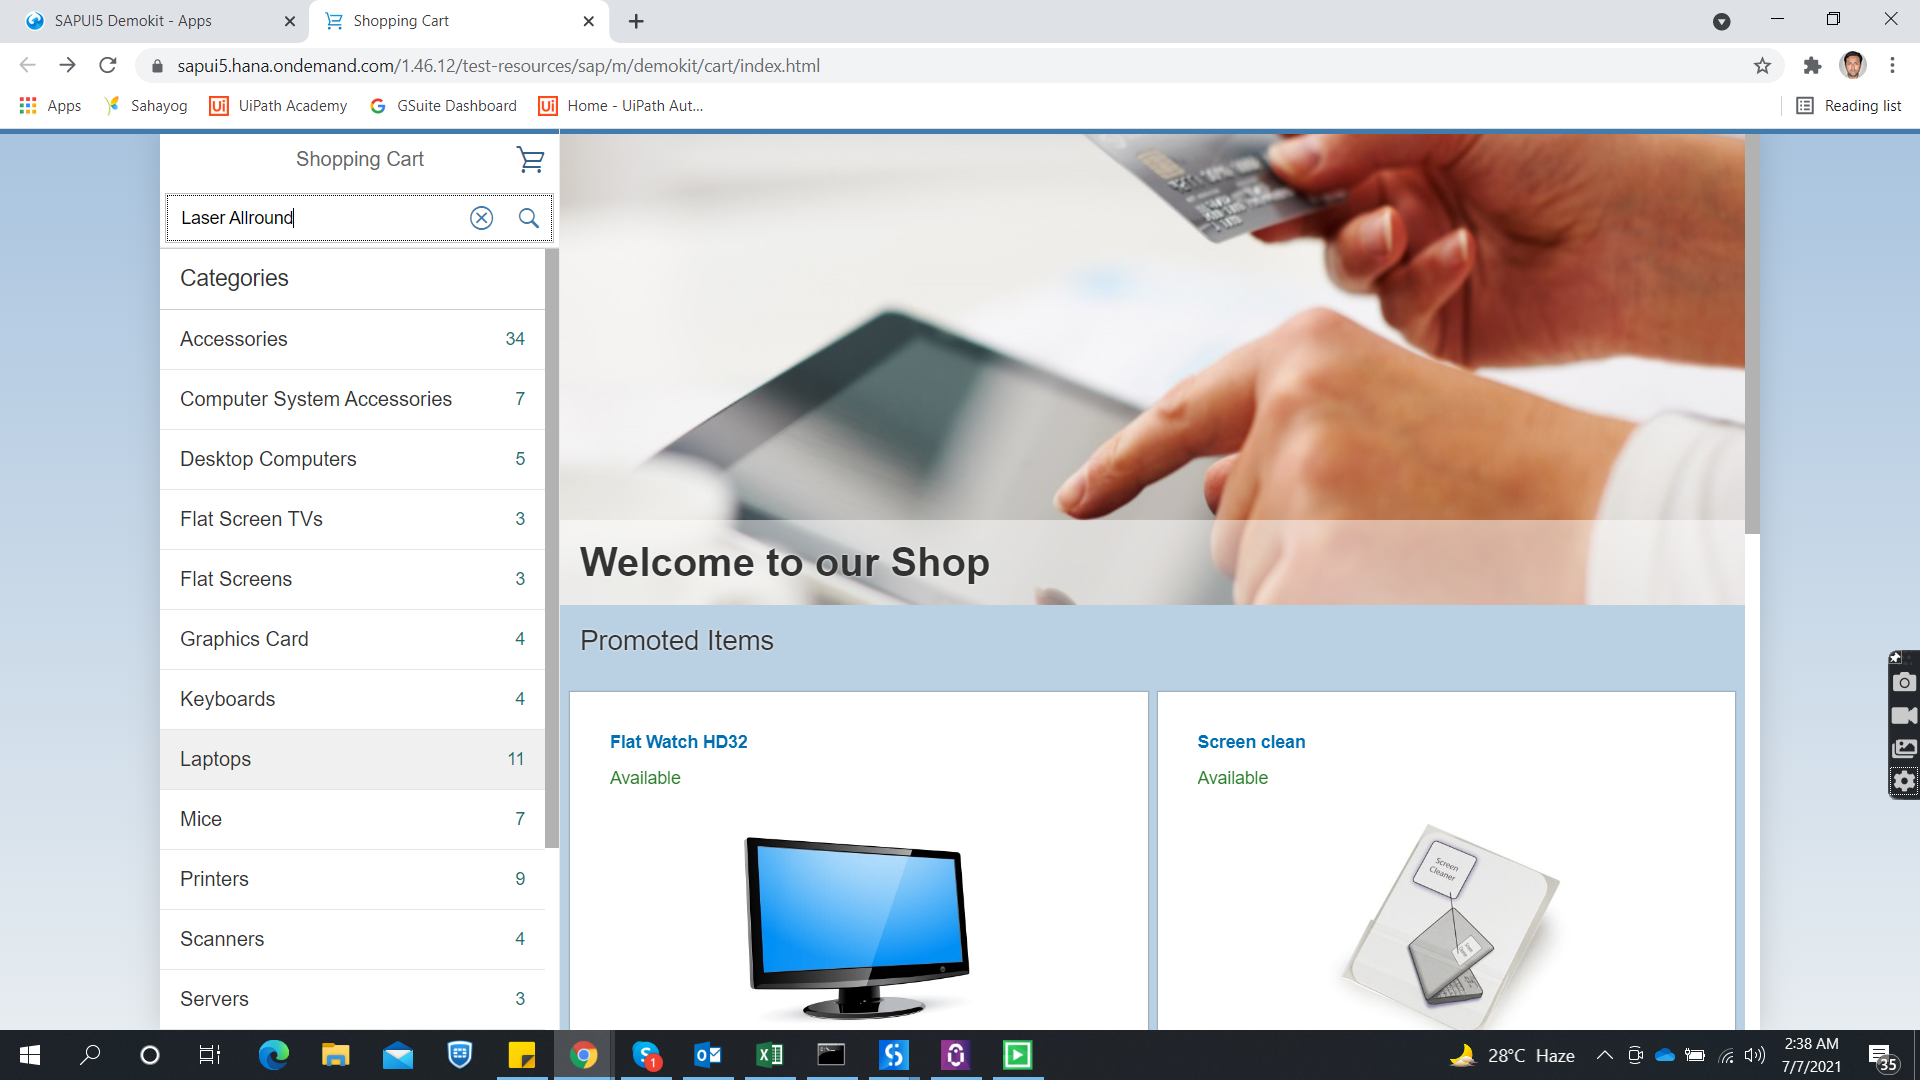 SAPUI5 Demokit - Apps
Shopping Cart
sapui5.hana.ondemand.com/1.46.12/test-resources/sap/m/demokit/cart/index.html
Apps
Sahayog
UiPath Academy
GSuite Dashboard
Home - UiPath Aut...
Reading list
Shopping Cart
Laser Allround
Categories
Accessories 34
Computer System Accessories 7
Desktop Computers 5
Flat Screen TVs 3
Flat Screens 3
Graphics Card 4
Keyboards 4
Laptops 11
Mice 7
Printers 9
Scanners 4
Servers 3
Welcome to our Shop
Promoted Items
Flat Watch HD32
Available
Screen clean
Available
Screen
Cleaner
1
28°C Haze
2:38 AM
7/7/2021
35